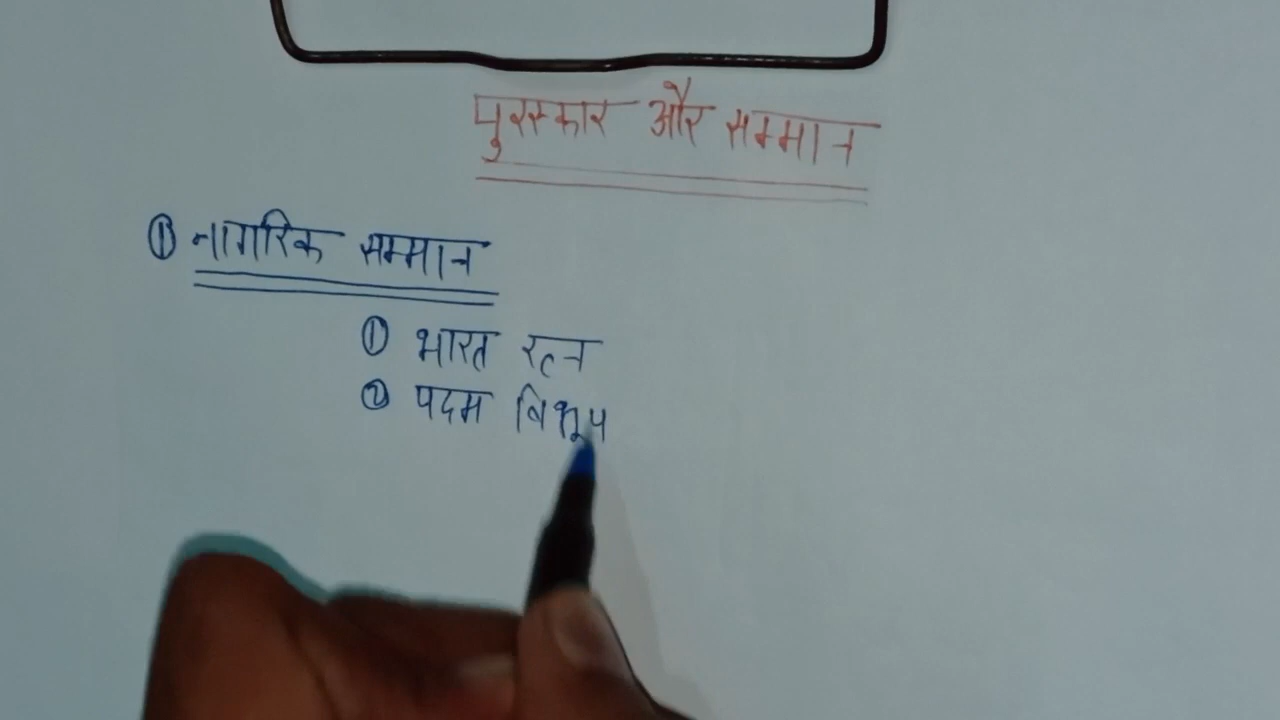 पुरस्कार और सम्मान
① नागरिक सम्मान
① भारत रत्न
② पदम विभूप